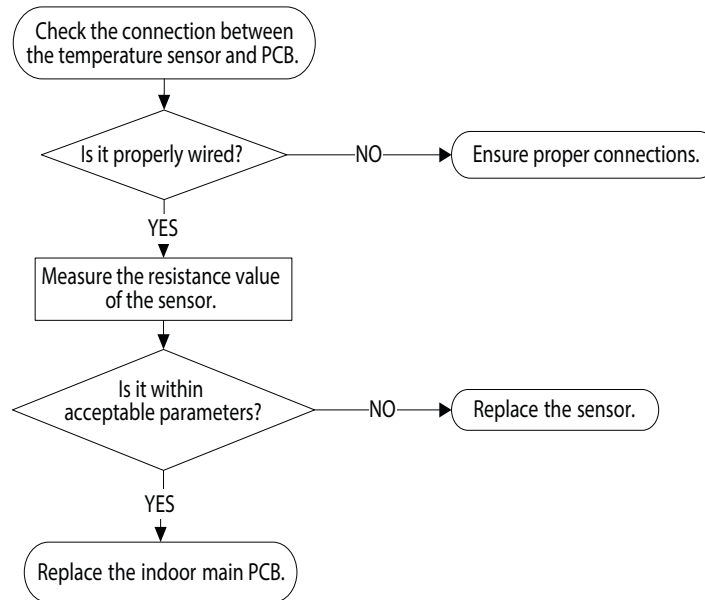 Check the connection between
the temperature sensor and PCB.
Is it properly wired?
NO
Ensure proper connections.
YES
Measure the resistance value
of the sensor.
Is it within
acceptable parameters?
NO
Replace the sensor.
YES
Replace the indoor main PCB.